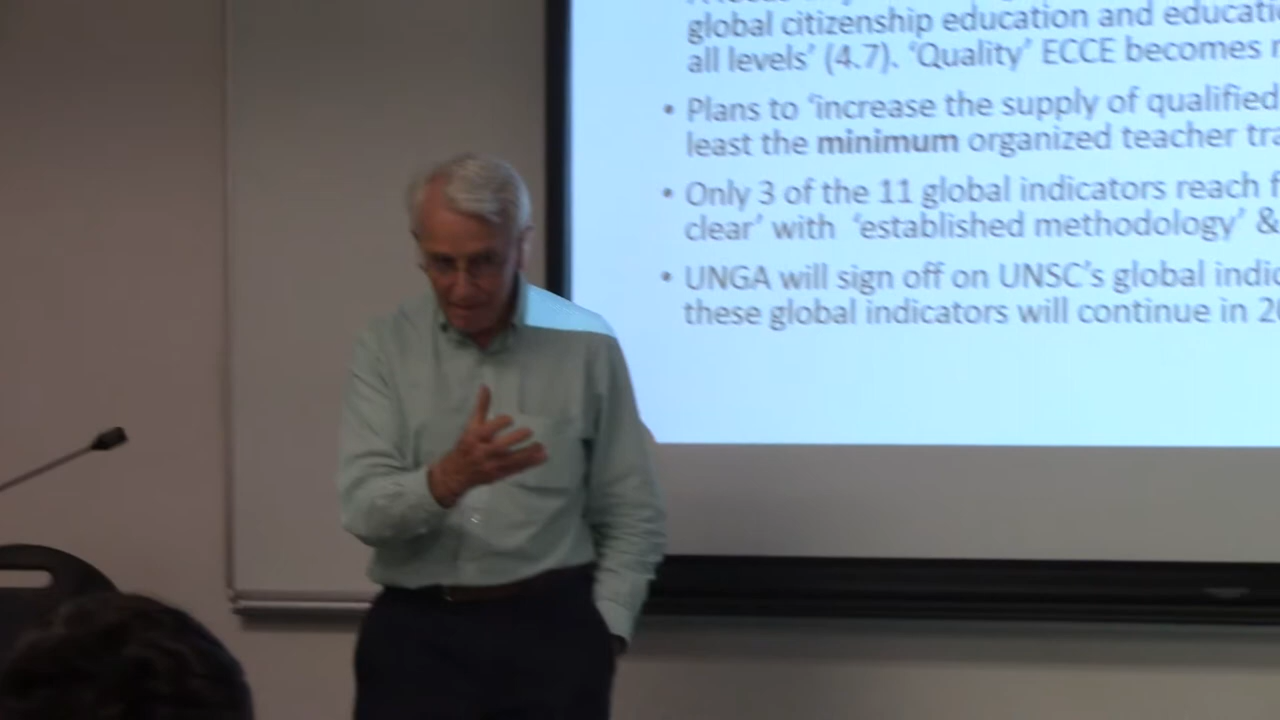 global citizenship education and educati
all levels’ (4.7). ‘Quality’ ECCE becomes
• Plans to ‘increase the supply of qualified
least the minimum organized teacher tra
• Only 3 of the 11 global indicators reach f
clear’ with ‘established methodology’ &
• UNGA will sign off on UNSC’s global indic
these global indicators will continue in 20